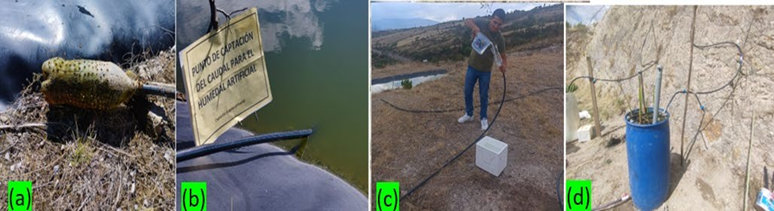 PUNTO DE CAPTACIÓN
DEL CAUDAL PARA EL
HUMEDAL ARTIFICIAL
(a)
(b)
(c)
(d)